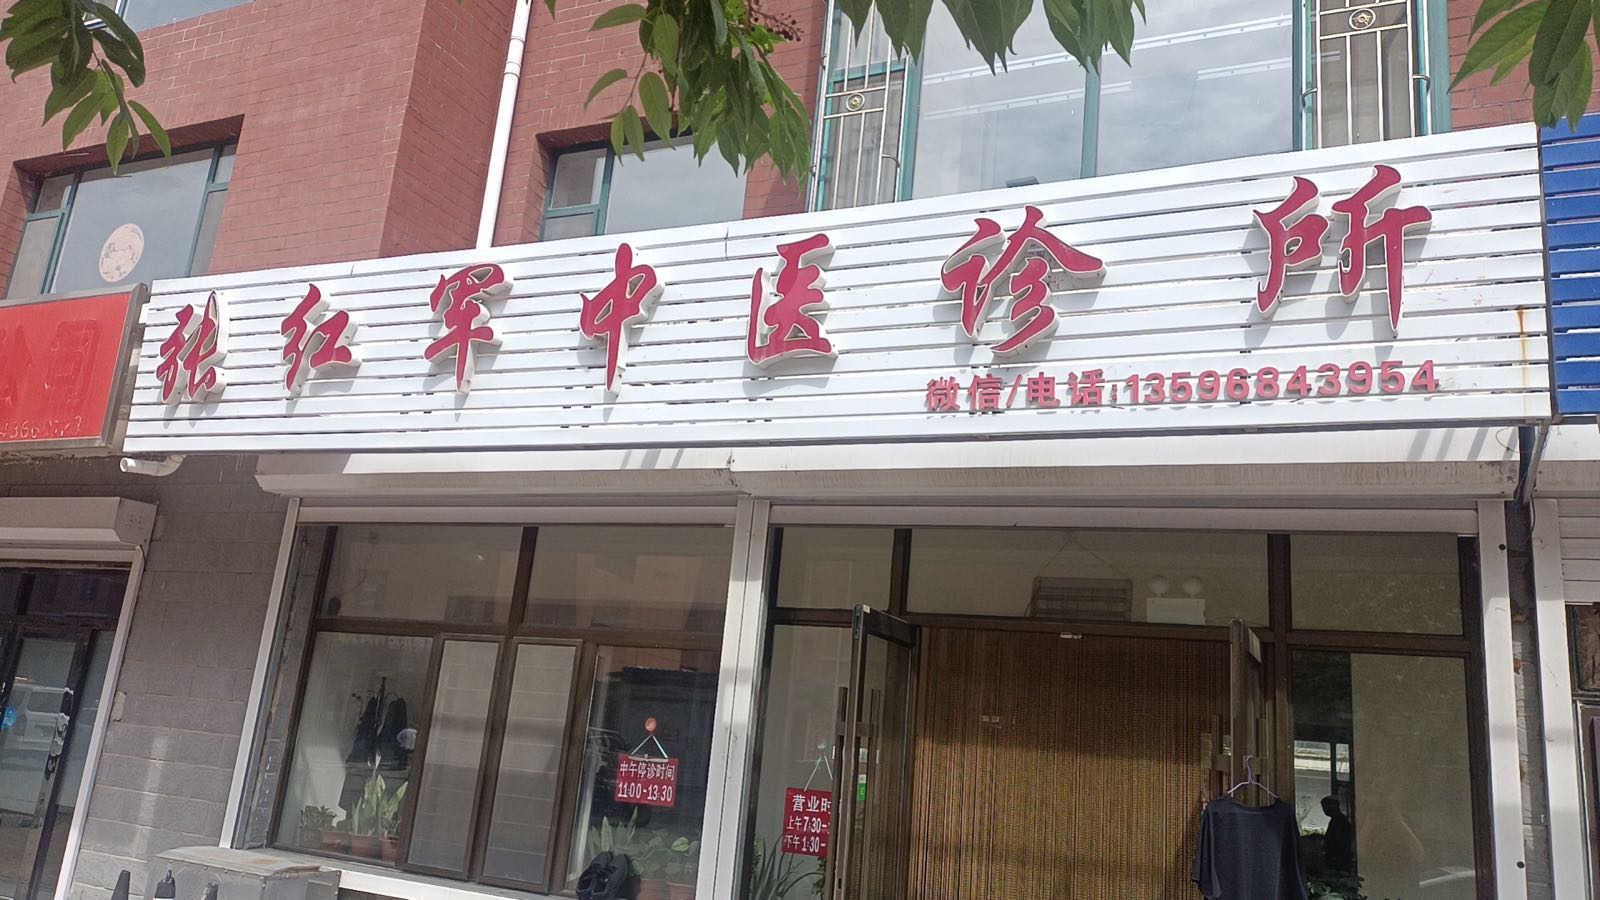 张红军中医诊所
微信/电话:13596843954
中午停诊时间
11:00-13:30
营业时
上午7:30-
下午1:30-
司